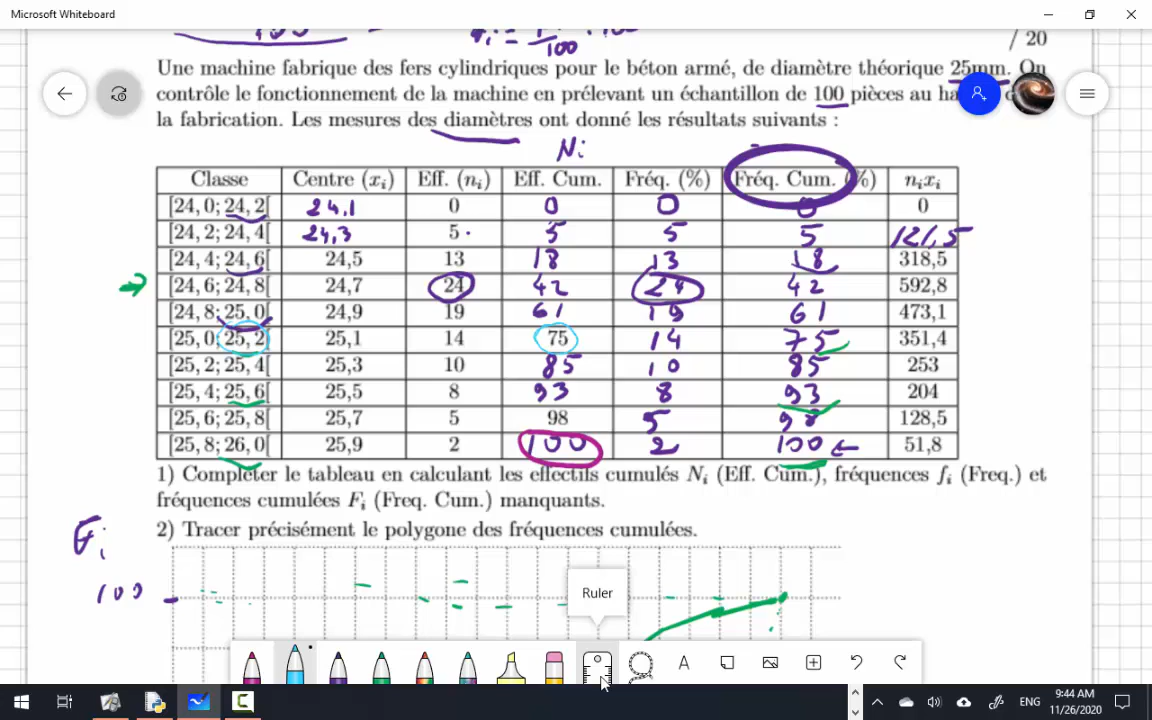 Microsoft Whiteboard
/ 20
Une machine fabrique des fers cylindriques pour le béton armé, de diamètre théorique 25mm. On
contrôle le fonctionement de la machine en prélevant un échantillon de 100 pièces au ha
la fabrication. Les mesures des diamètres ont donné les résultats suivants :
Ni
Classe Centre (xᵢ) Eff. (nᵢ) Eff. Cum. Fréq. (%) Fréq. Cum. (%) nᵢxᵢ
[24, 0; 24, 2[ 24,1 0 0 0 0 0
[24, 2; 24, 4[ 24,3 5 5 5 5 121,5
[24, 4; 24, 6[ 24,5 13 18 13 18 318,5
[24, 6; 24, 8[ 24,7 24 42 24 42 592,8
[24, 8; 25, 0[ 24,9 19 61 19 61 473,1
[25, 0; 25, 2[ 25,1 14 75 14 75 351,4
[25, 2; 25, 4[ 25,3 10 85 10 85 253
[25, 4; 25, 6[ 25,5 8 93 8 93 204
[25, 6; 25, 8[ 25,7 5 98 5 98 128,5
[25, 8; 26, 0[ 25,9 2 100 2 100 51,8
1) Compléter le tableau en calculant les effectifs cumulés Nᵢ (Eff. Cum.), fréquences fᵢ (Freq.) et
fréquences cumulées Fᵢ (Freq. Cum.) manquants.
2) Tracer précisément le polygone des fréquences cumulées.
Fi
100
Ruler
A
ENG
9:44 AM
11/26/2020